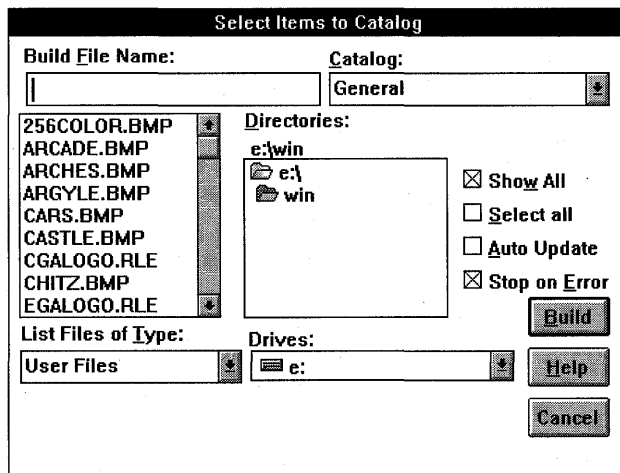 Select Items to Catalog
Build File Name:
Catalog:
General
256COLOR.BMP
ARCADE.BMP
ARCHES.BMP
ARGYLE.BMP
CARS.BMP
CASTLE.BMP
CGALOGO.RLE
CHITZ.BMP
EGALOGO.RLE
Directories:
e:\win
e:\
win
Show All
Select all
Auto Update
Stop on Error
Build
List Files of Type:
User Files
Drives:
e:
Help
Cancel